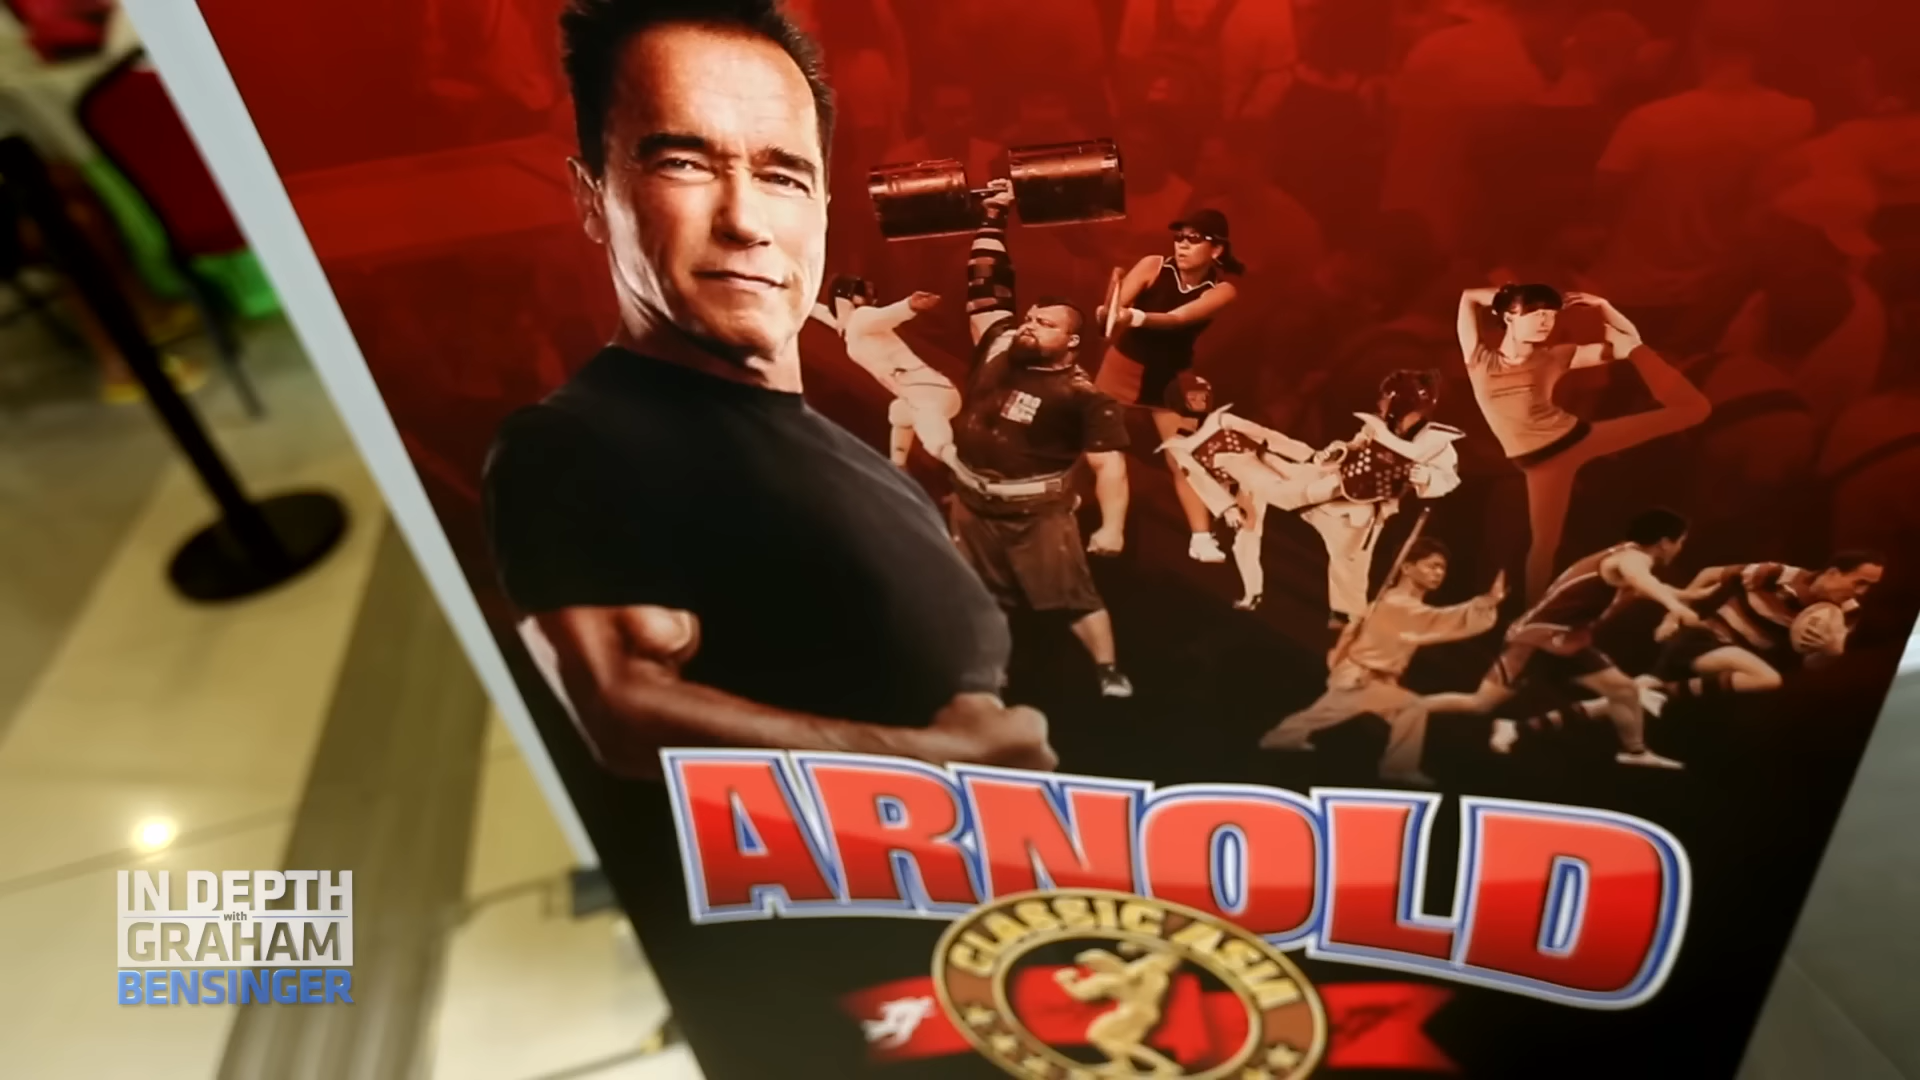 ARNOLD
CLASSIC ASIA
IN DEPTH
with
GRAHAM
BENSINGER